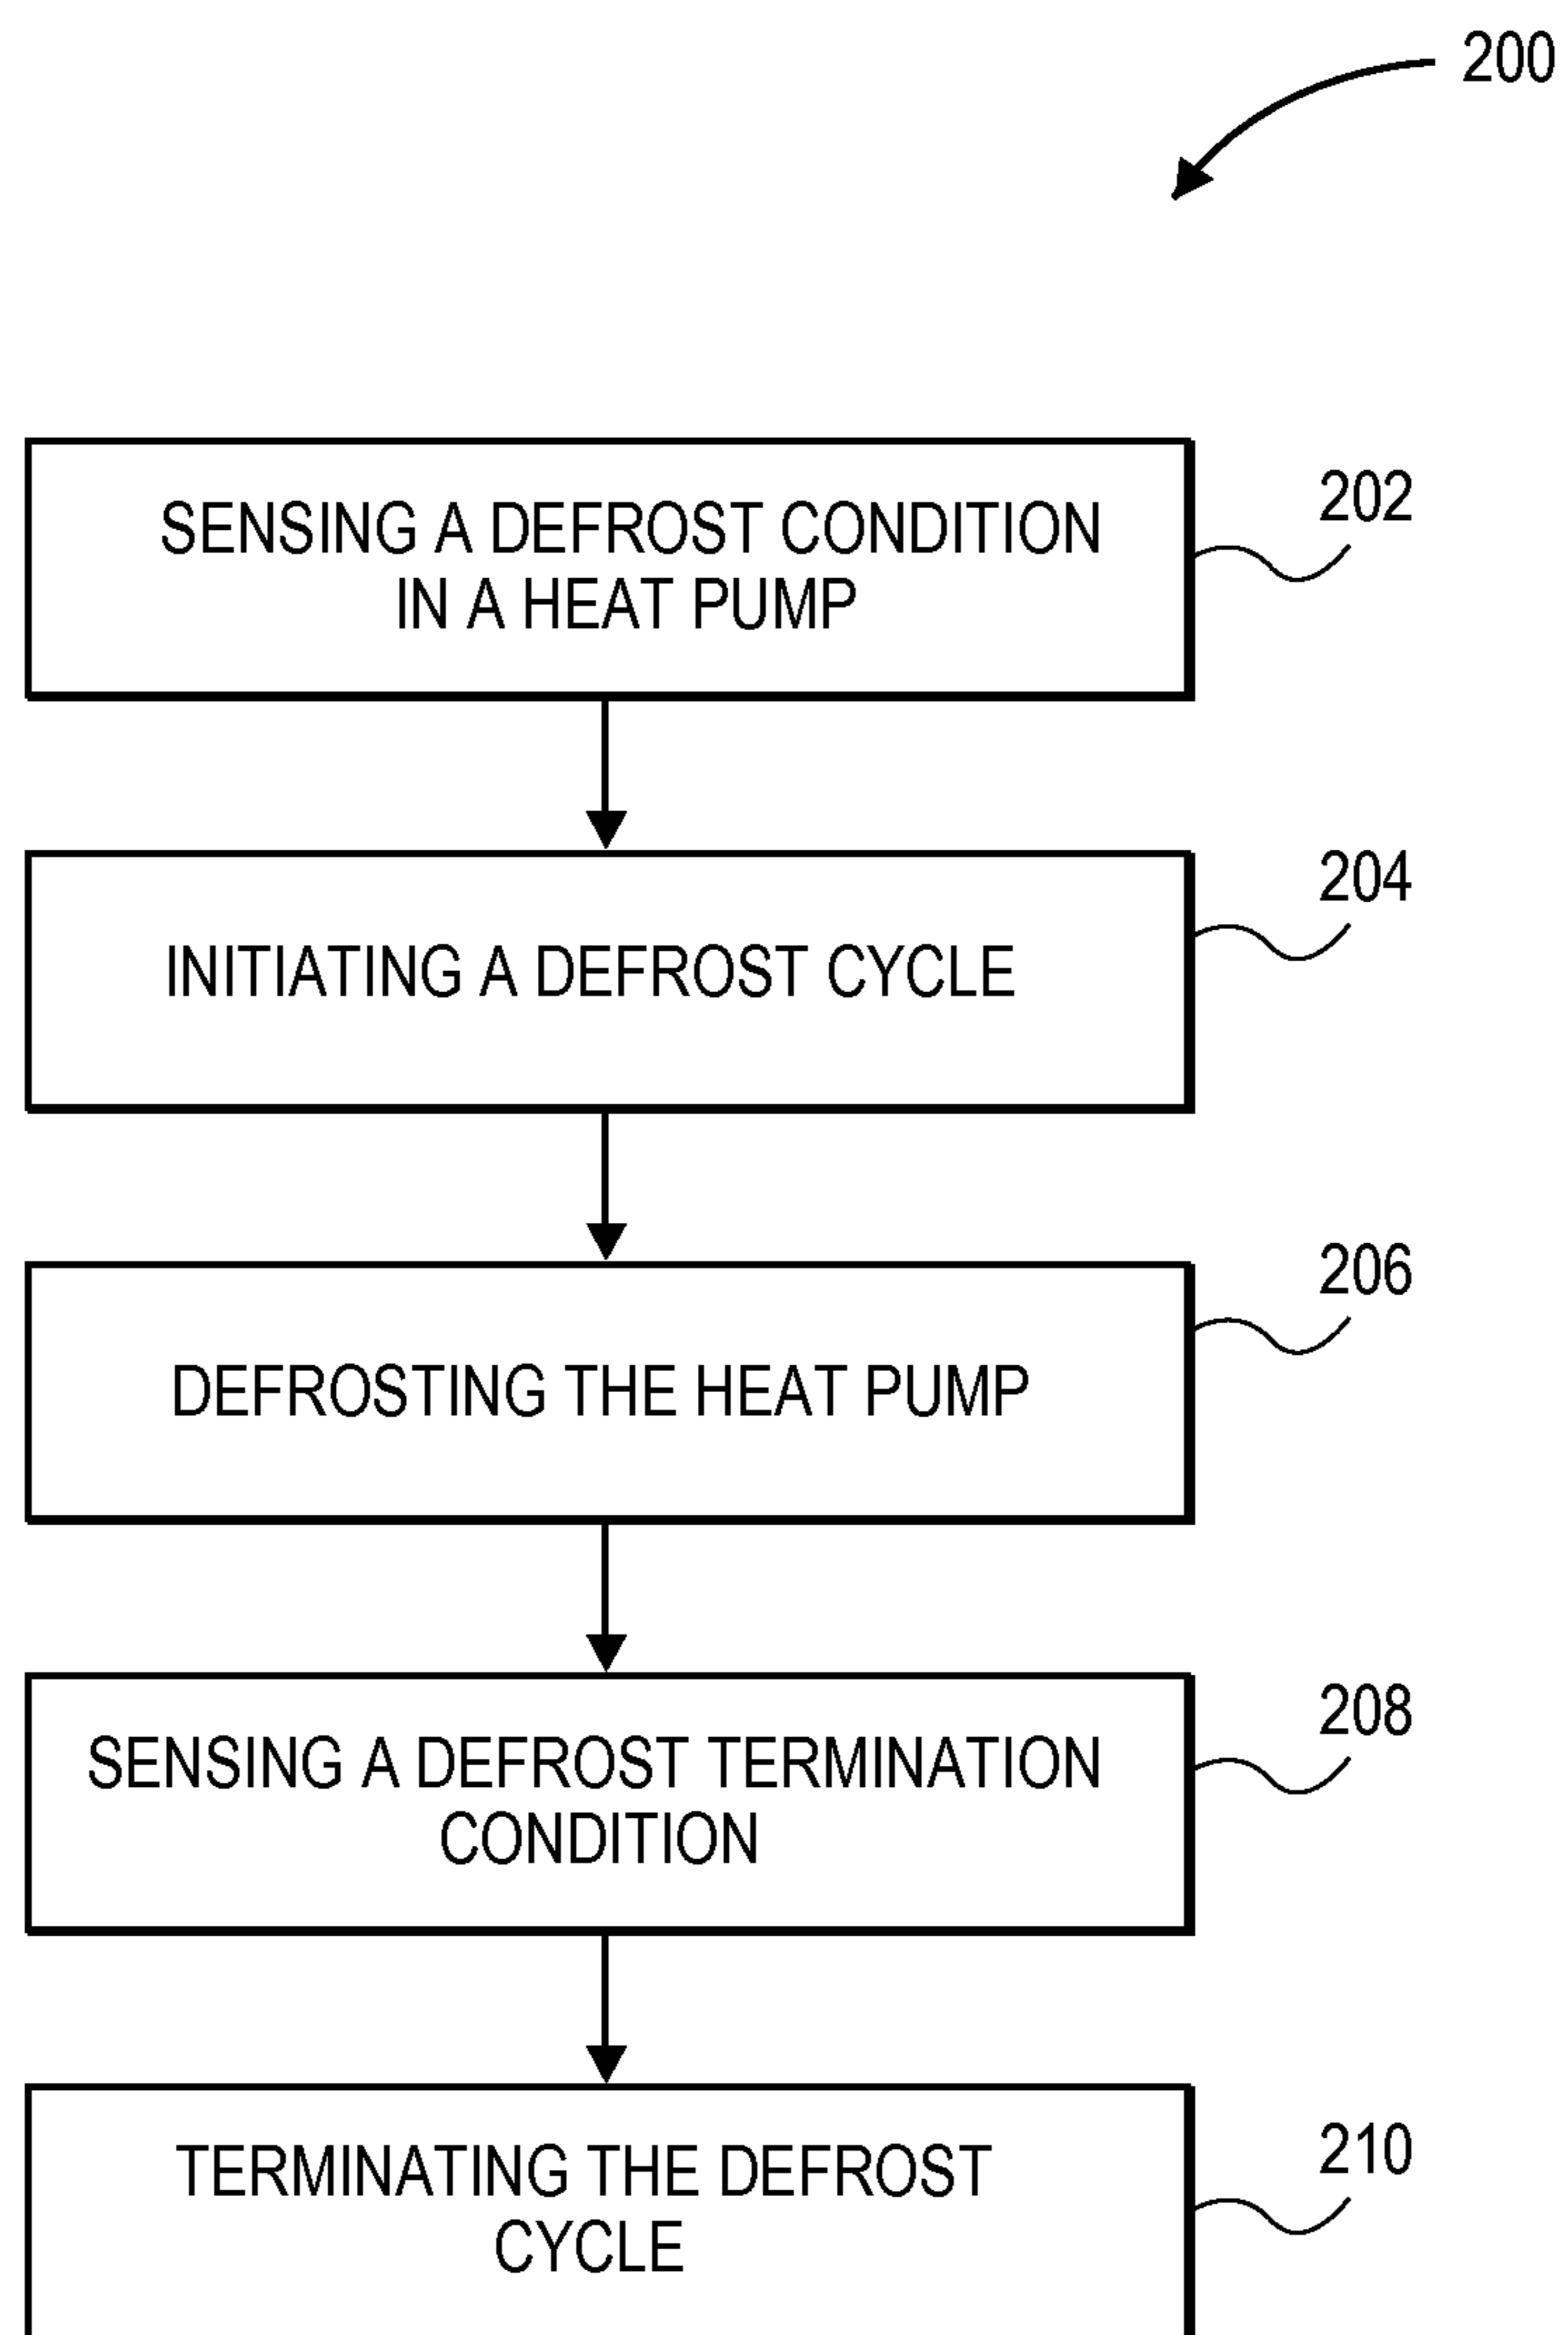 200
SENSING A DEFROST CONDITION
IN A HEAT PUMP
202
INITIATING A DEFROST CYCLE
204
DEFROSTING THE HEAT PUMP
206
SENSING A DEFROST TERMINATION
CONDITION
208
TERMINATING THE DEFROST
CYCLE
210